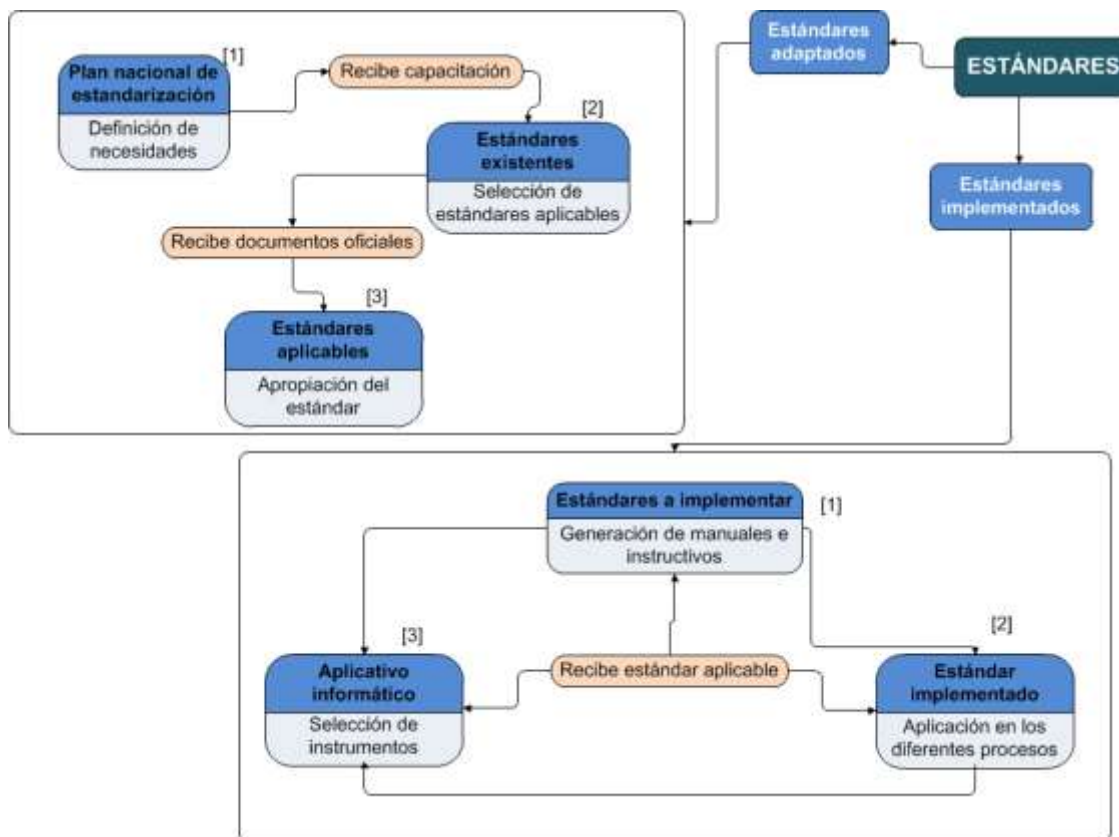 ESTÁNDARES
Estándares
adaptados
Estándares
implementados
[1]
Plan nacional de
estandarización
Definición de
necesidades
Recibe capacitación
[2]
Estándares
existentes
Selección de
estándares aplicables
Recibe documentos oficiales
[3]
Estándares
aplicables
Apropiación del
estándar
Estándares a implementar
[1]
Generación de manuales e
instructivos
[3]
Aplicativo
informático
Selección de
instrumentos
Recibe estándar aplicable
[2]
Estándar
implementado
Aplicación en los
diferentes procesos